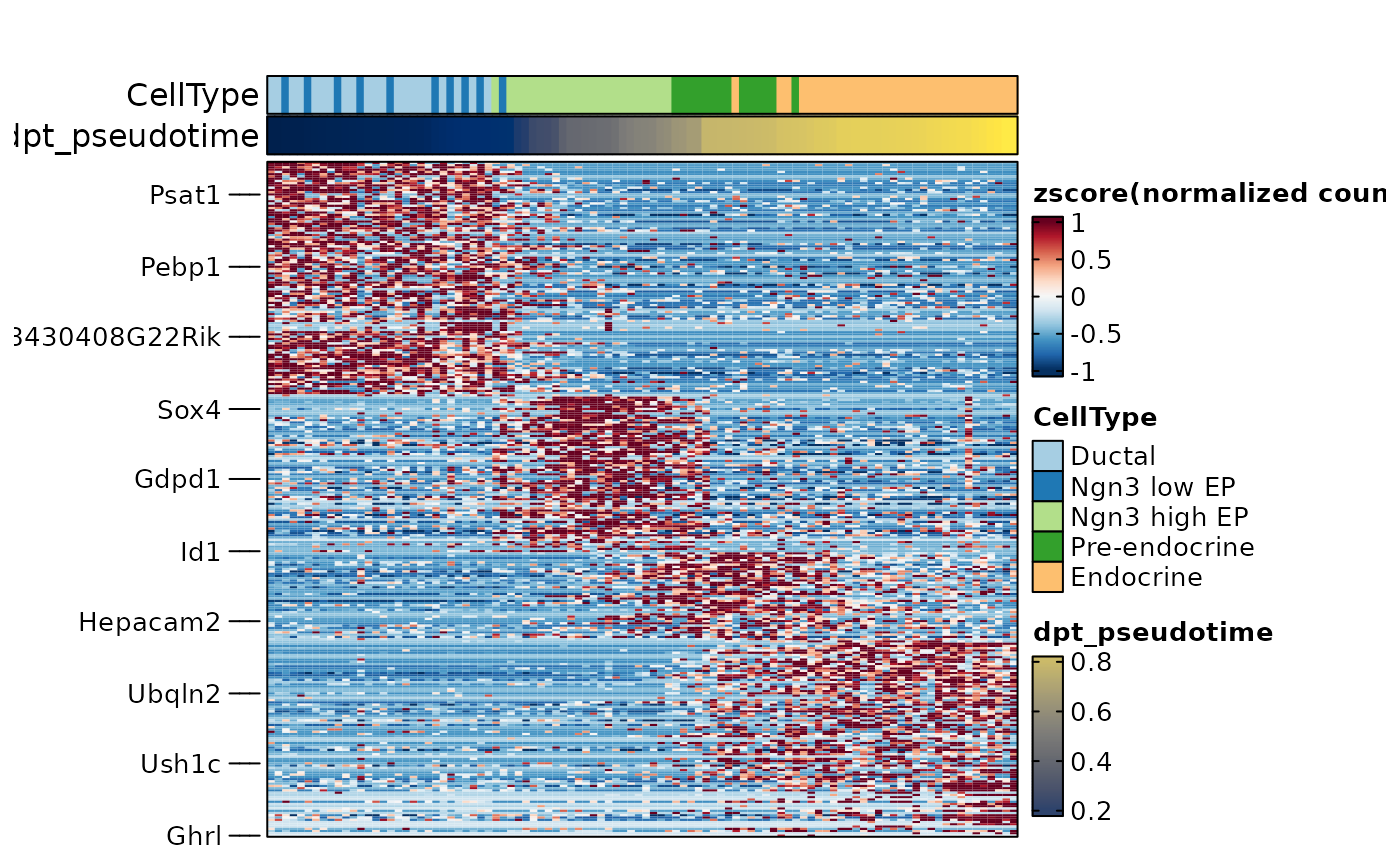 CellType
dpt_pseudotime
Psat1
Pebp1
3430408G22Rik
Sox4
Gdpd1
Id1
Hepacam2
Ubqln2
Ush1c
Ghrl
zscore(normalized coun
1
0.5
0
-0.5
-1
CellType
Ductal
Ngn3 low EP
Ngn3 high EP
Pre-endocrine
Endocrine
dpt_pseudotime
0.8
0.6
0.4
0.2